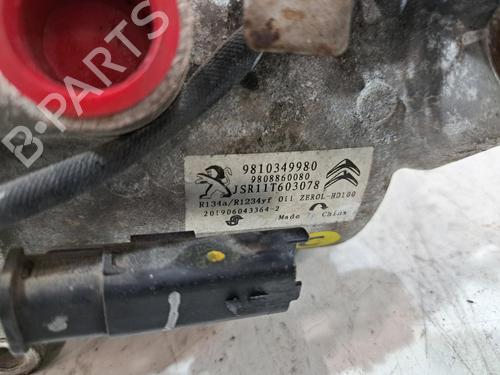 B-PARTS
9810349980
9808860080
JSR11T603078
R134a/R1234yf Oil ZEROL-HD100
201906043364-2
Made In China